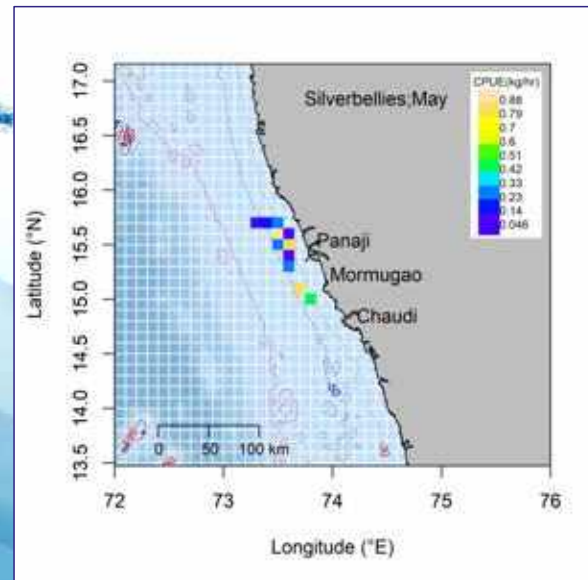 Silverbellies;May
CPUE(kg/hr)
0.88
0.79
0.7
0.6
0.51
0.42
0.33
0.23
0.14
0.046
Panaji
Mormugao
Chaudi
Latitude (°N)
17.0
16.5
16.0
15.5
15.0
14.5
14.0
13.5
0 50 100 km
72 73 74 75 76
Longitude (°E)